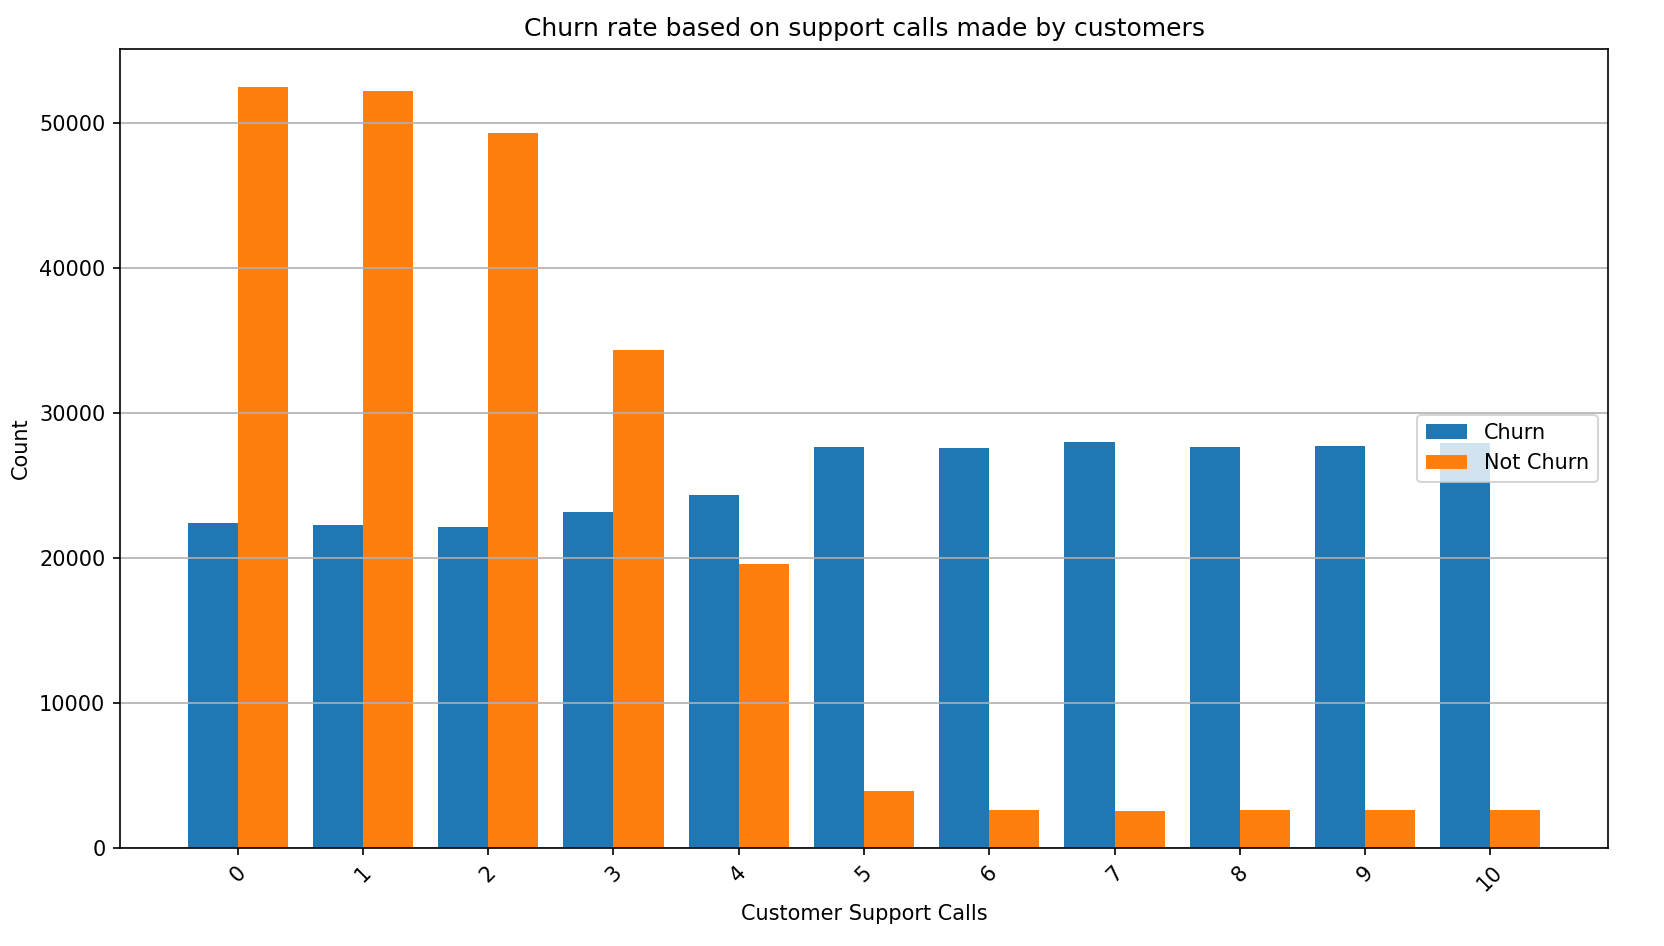 Churn rate based on support calls made by customers
50000
40000
30000
20000
10000
0
Count
Churn
Not Churn
0 1 2 3 4 5 6 7 8 9 10
Customer Support Calls